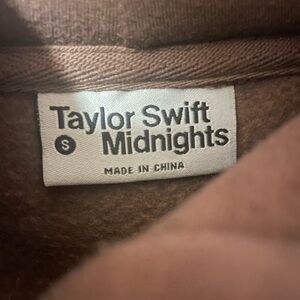 Taylor Swift
S Midnights
MADE IN CHINA